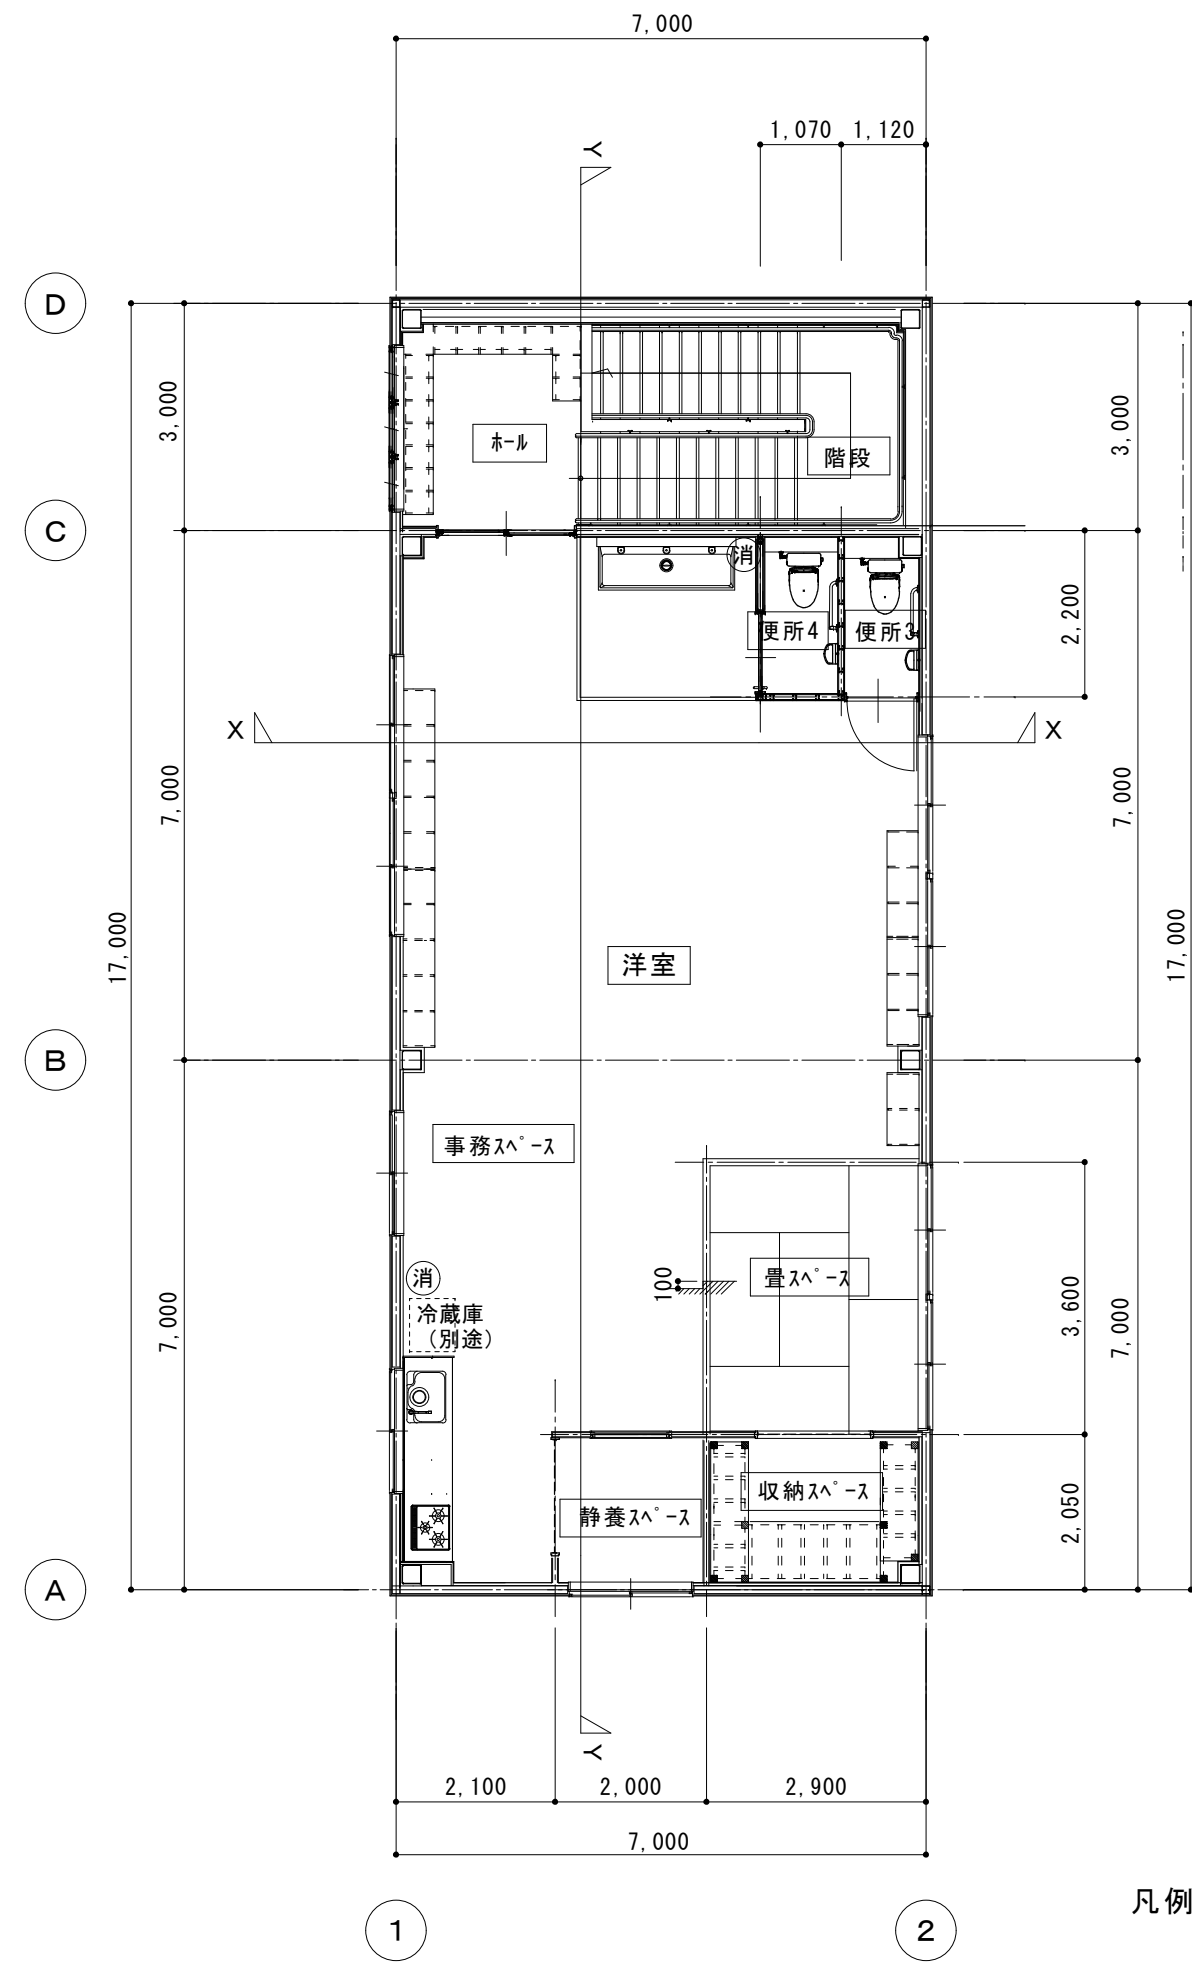 7,000
1,070
1,120
Y
D
3,000
3,000
ﾎｰﾙ
階段
C
消
2,200
便所4
便所3
X
X
7,000
7,000
17,000
17,000
洋室
B
事務ｽﾍﾟｰｽ
消
100
畳ｽﾍﾟｰｽ
冷蔵庫
(別途)
7,000
3,600
7,000
収納ｽﾍﾟｰｽ
静養ｽﾍﾟｰｽ
2,050
A
Y
2,100
2,000
2,900
7,000
凡例
1
2